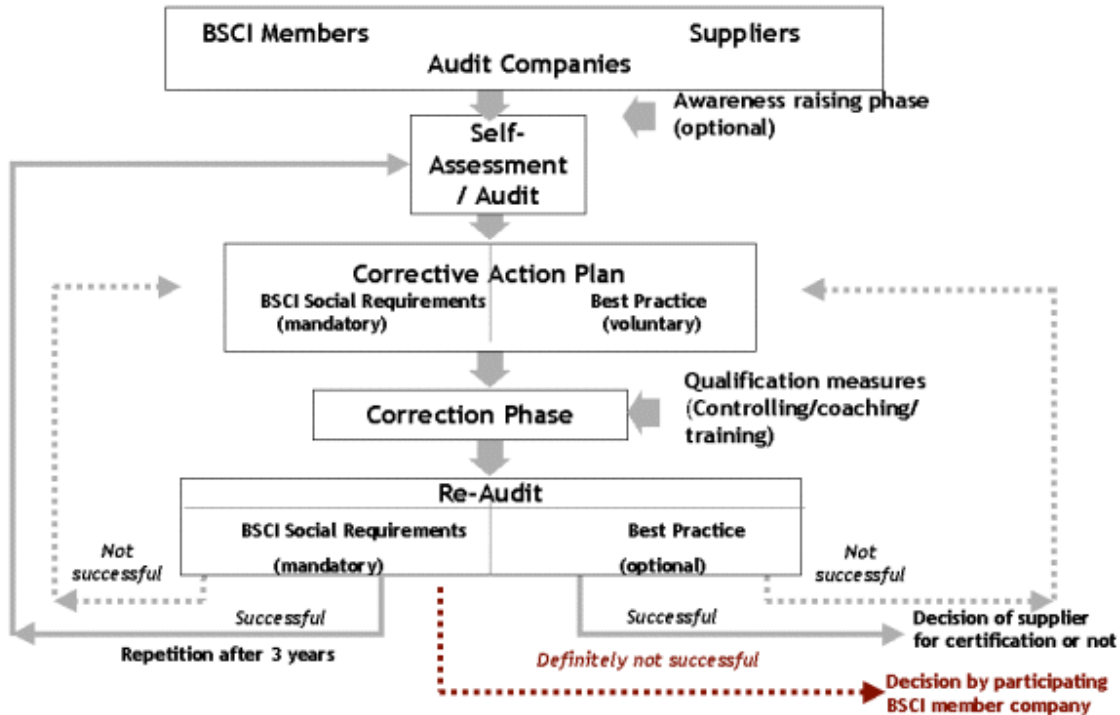 BSCI Members Suppliers
Audit Companies
Awareness raising phase
(optional)
Self-
Assessment
/ Audit
Corrective Action Plan
BSCI Social Requirements
(mandatory)
Best Practice
(voluntary)
Qualification measures
(Controlling/coaching/
training)
Correction Phase
Re-Audit
BSCI Social Requirements
(mandatory)
Best Practice
(optional)
Not
successful
Not
successful
Successful
Successful
Repetition after 3 years
Decision of supplier
for certification or not
Definitely not successful
Decision by participating
BSCI member company